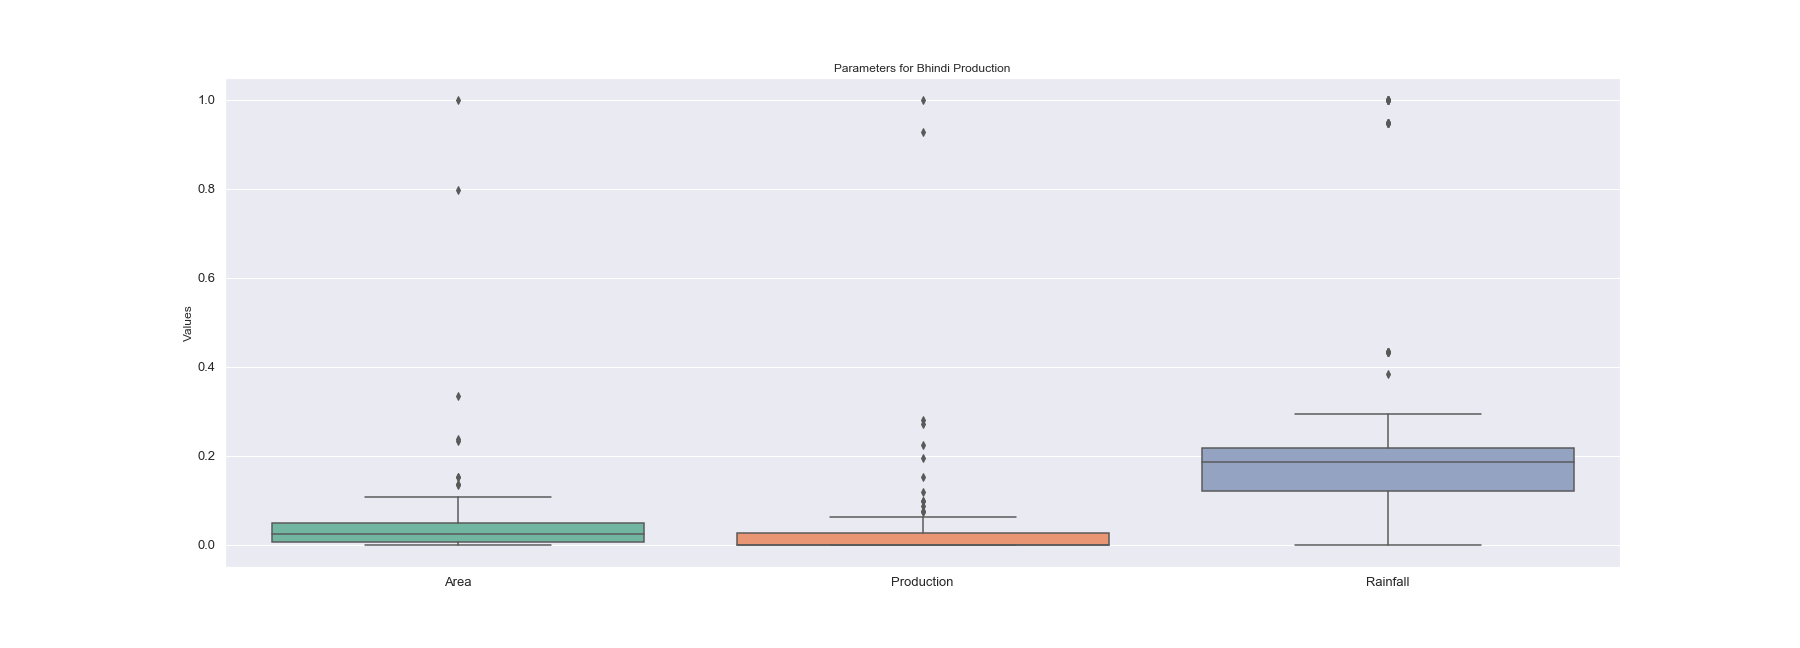 Parameters for Bhindi Production
1.0
0.8
0.6
0.4
0.2
0.0
Values
Area
Production
Rainfall